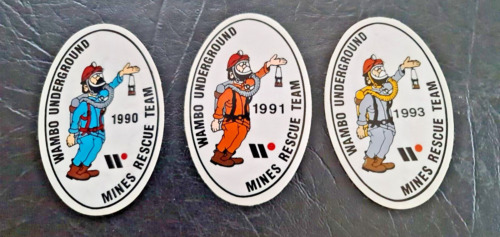 WAMBO UNDERGROUND
1990
MINES RESCUE TEAM
WAMBO UNDERGROUND
1991
MINES RESCUE TEAM
WAMBO UNDERGROUND
1993
MINES RESCUE TEAM